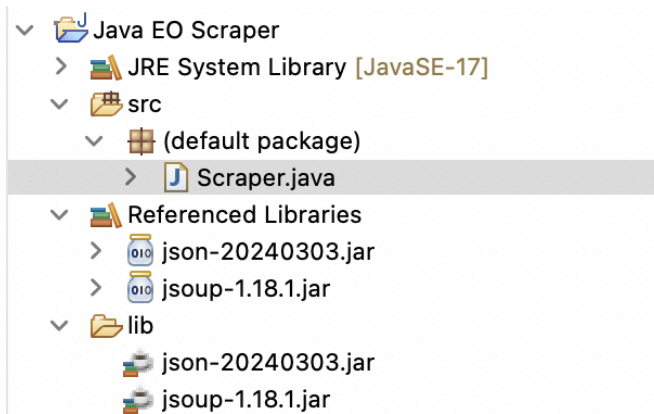 Java EO Scraper
JRE System Library [JavaSE-17]
src
(default package)
Scraper.java
Referenced Libraries
json-20240303.jar
jsoup-1.18.1.jar
lib
json-20240303.jar
jsoup-1.18.1.jar